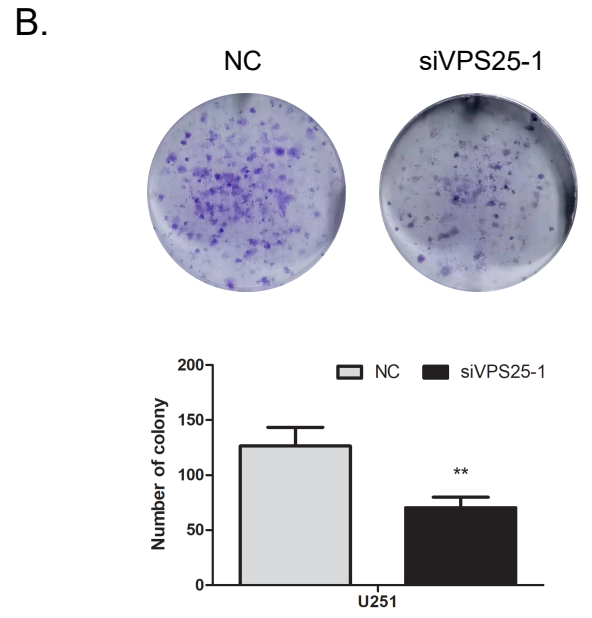 B.
NC siVPS25-1
200
150
100
50
0
Number of colony
NC siVPS25-1
**
U251